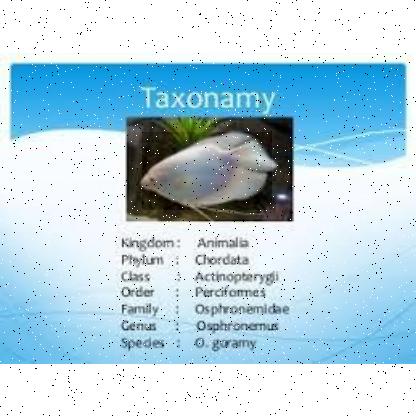 Taxonamy
Kingdom : Animalia
Phylum : Chordata
Class : Actinopterygii
Order : Perciformes
Family : Osphronemidae
Genus : Osphronemus
Species : O. goramy